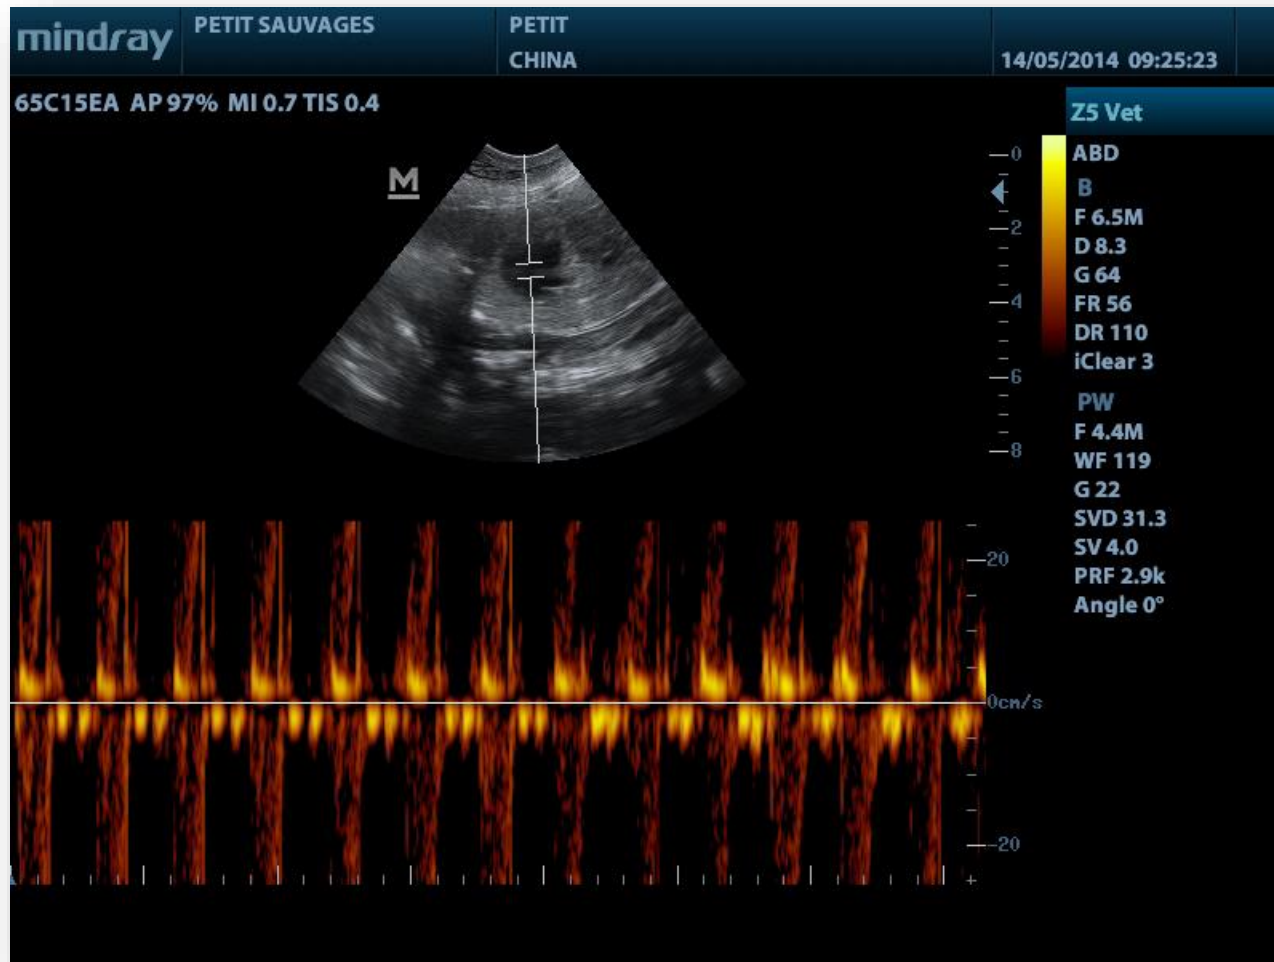 mindray
PETIT SAUVAGES
PETIT
CHINA
14/05/2014 09:25:23
65C15EA AP 97% MI 0.7 TIS 0.4
Z5 Vet
M
0
2
4
6
8
ABD
B
F 6.5M
D 8.3
G 64
FR 56
DR 110
iClear 3
PW
F 4.4M
WF 119
G 22
SVD 31.3
SV 4.0
PRF 2.9k
Angle 0°
20
0cm/s
-20